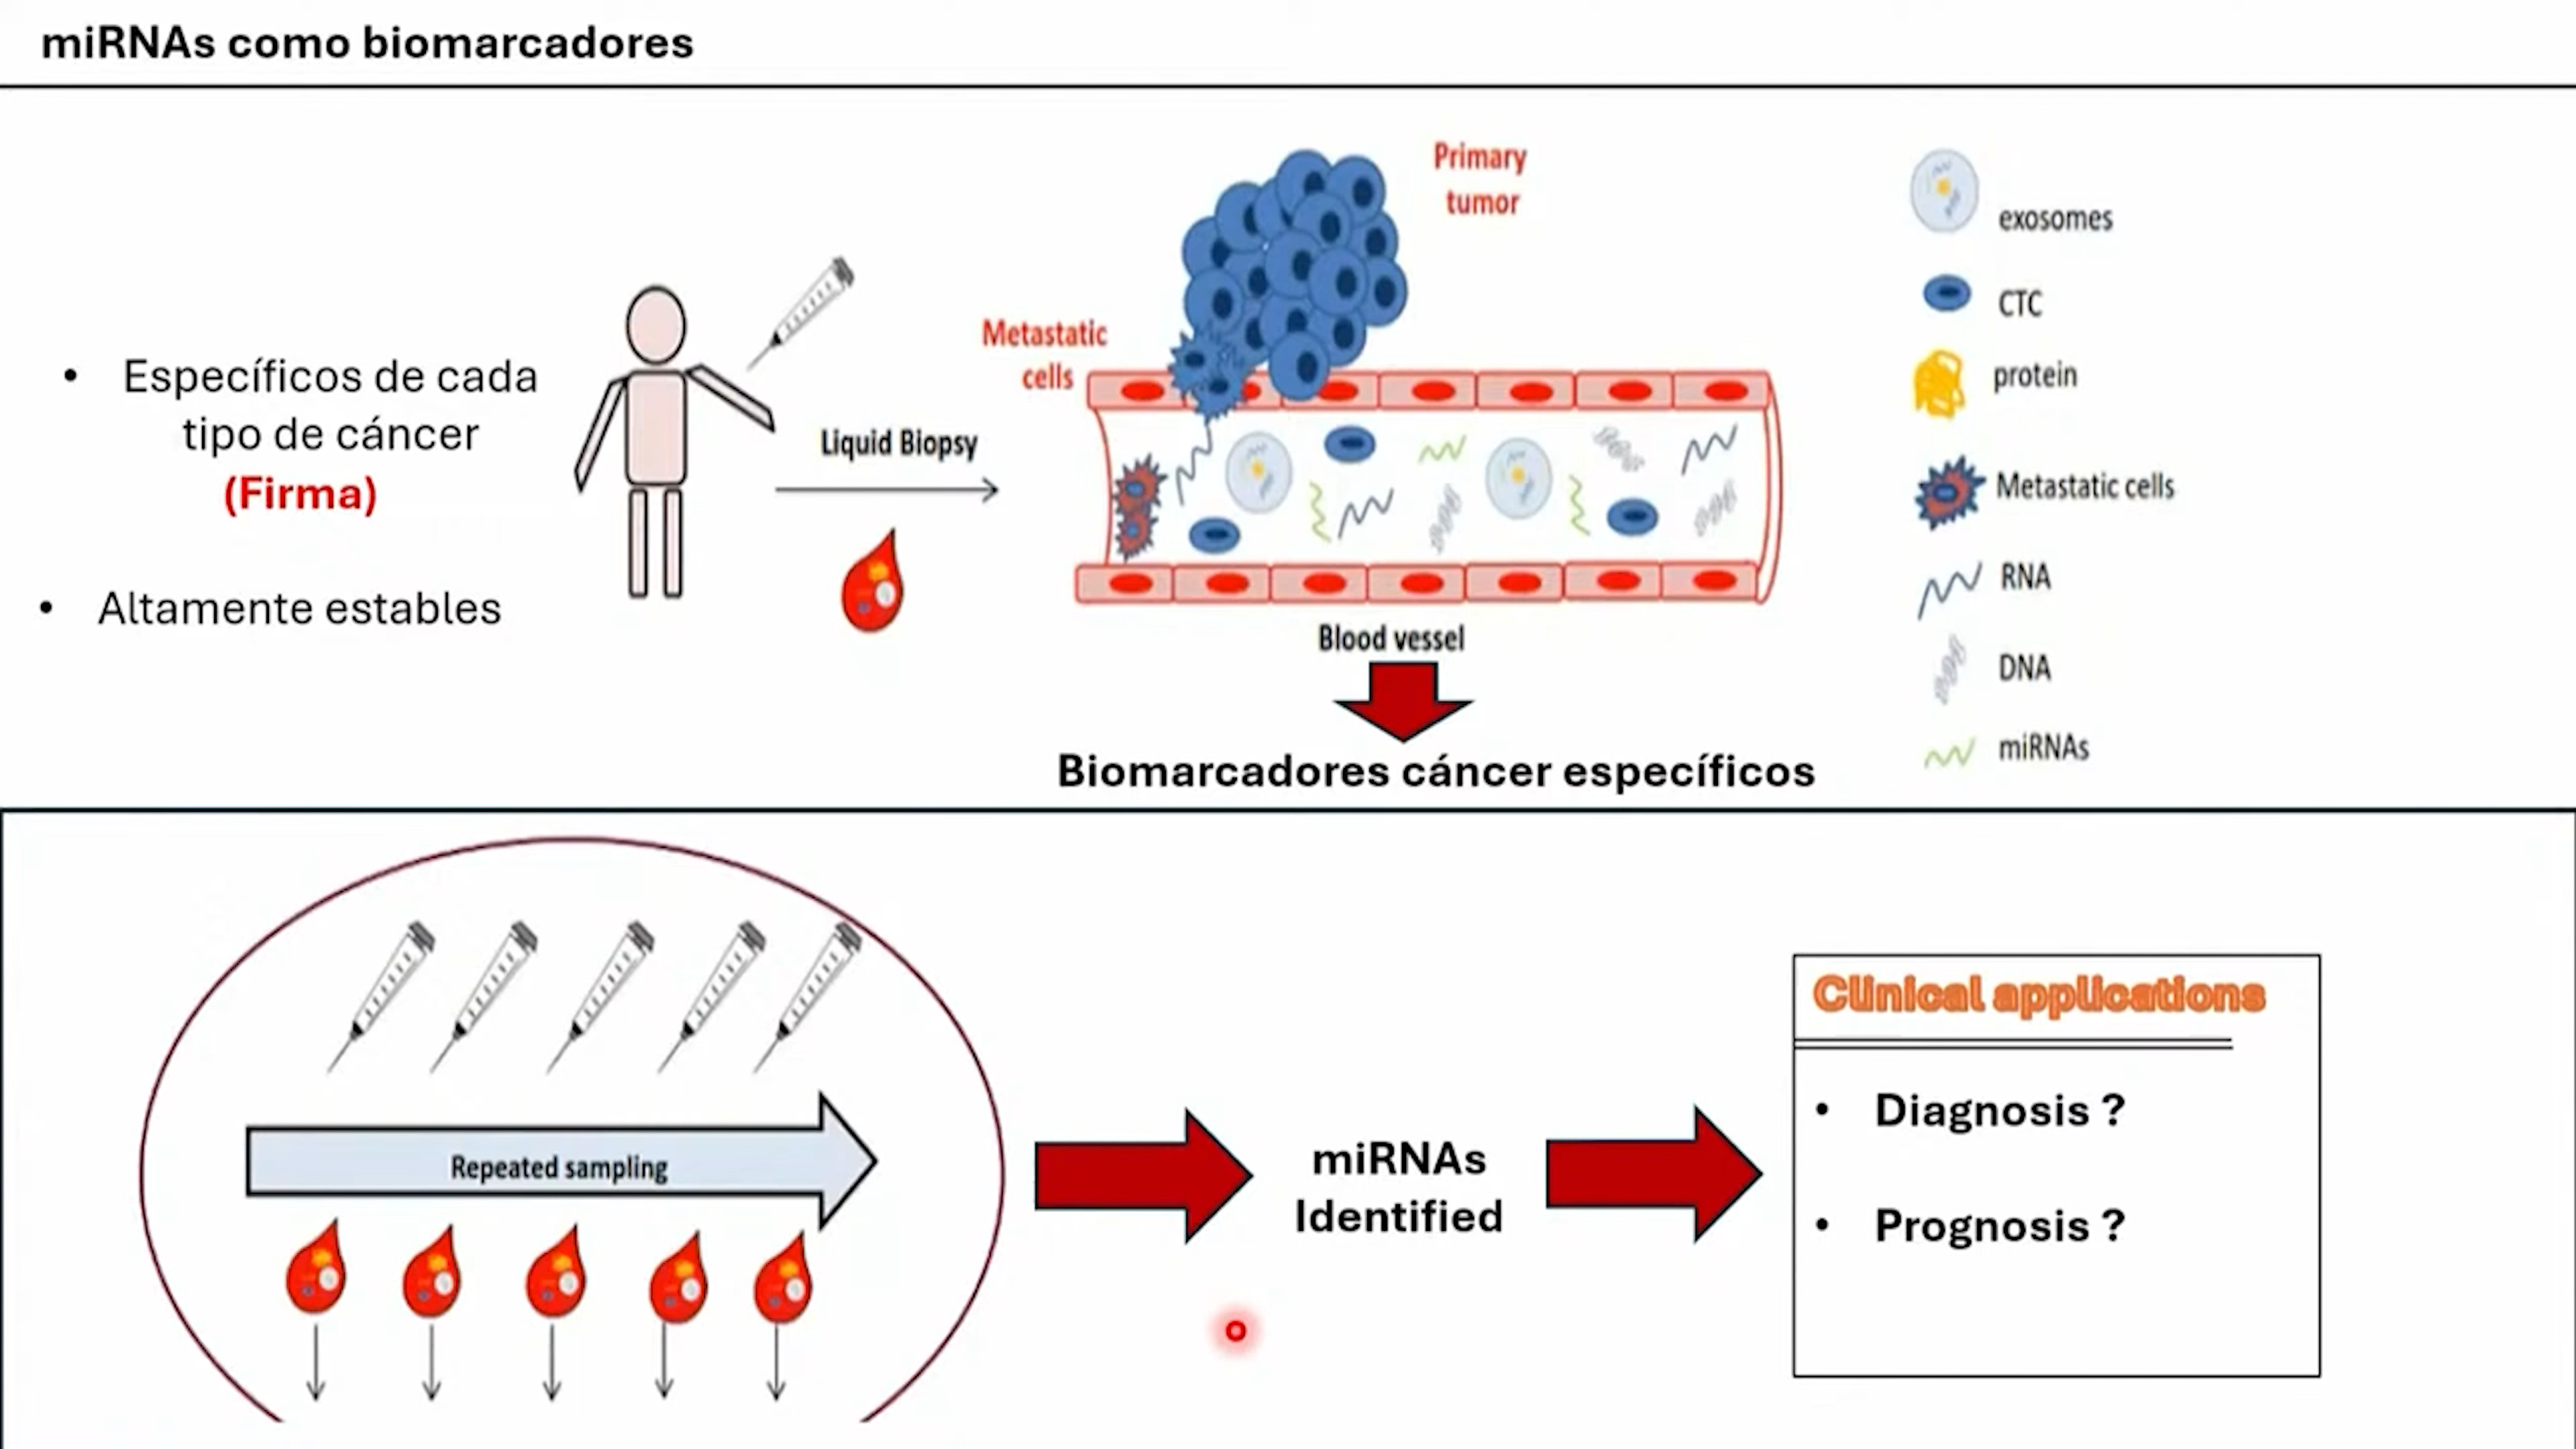 miRNAs como biomarcadores
• Específicos de cada
tipo de cáncer
(Firma)
• Altamente estables
Liquid Biopsy
Primary
tumor
Metastatic
cells
Blood vessel
exosomes
CTC
protein
Metastatic cells
RNA
DNA
miRNAs
Biomarcadores cáncer específicos
Repeated sampling
miRNAs
Identified
Clinical applications
• Diagnosis ?
• Prognosis ?